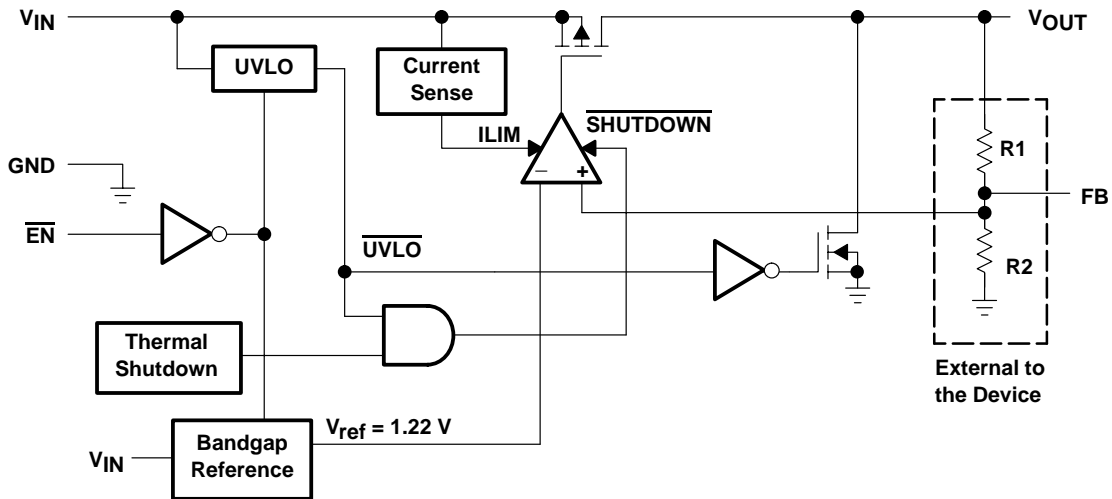 VIN
VOUT
UVLO
Current
Sense
SHUTDOWN
ILIM
R1
GND
− +
FB
EN
UVLO
R2
Thermal
Shutdown
External to
the Device
Vref = 1.22 V
Bandgap
Reference
VIN